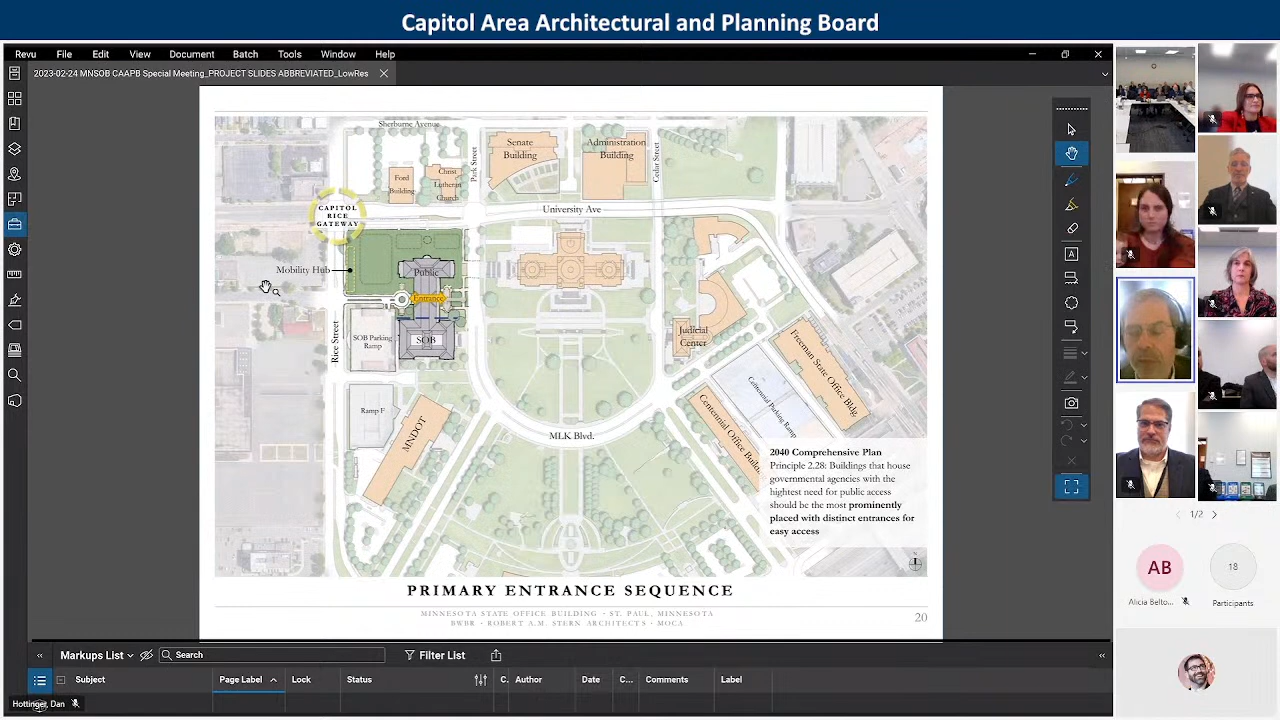 Capitol Area Architectural and Planning Board
Revu File Edit View Document Batch Tools Window Help
2023-02-24 MNSOB CAAPB Special Meeting_PROJECT SLIDES ABBREVIATED_LowRes
Sherburne Avenue
Park Street
Senate
Building
Administration
Building
Cedar Street
Ford
Building
Christ
Lutheran
Church
CAPITOL
RICE
GATEWAY
University Ave
Mobility Hub
Public
Entrance
Rice Street
SOB Parking
Ramp
SOB
Judicial
Center
Freeman State Office Bldg.
Centennial Parking Ramp
Ramp F
MNDOT
MLK Blvd.
Centennial Office Build
2040 Comprehensive Plan
Principle 2.28: Buildings that house
governmental agencies with the
highest need for public access
should be the most prominently
placed with distinct entrances for
easy access
N
PRIMARY ENTRANCE SEQUENCE
MINNESOTA STATE OFFICE BUILDING - ST. PAUL, MINNESOTA
BWBR - ROBERT A.M. STERN ARCHITECTS - MOCA
20
Markups List Search Filter List
Subject Page Label Lock Status C. Author Date C... Comments Label
Hottinger, Dan
1/2
AB
18
Alicia Belto...
Participants